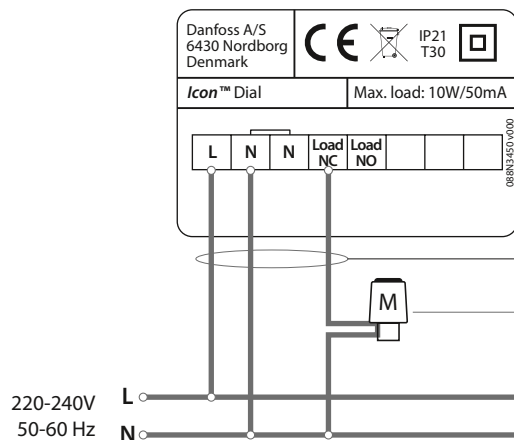 Danfoss A/S
6430 Nordborg
Denmark
CE
IP21
T30
Icon™ Dial
Max. load: 10W/50mA
L N N Load NC Load NO
088N3450 v000
M
220-240V L
50-60 Hz N